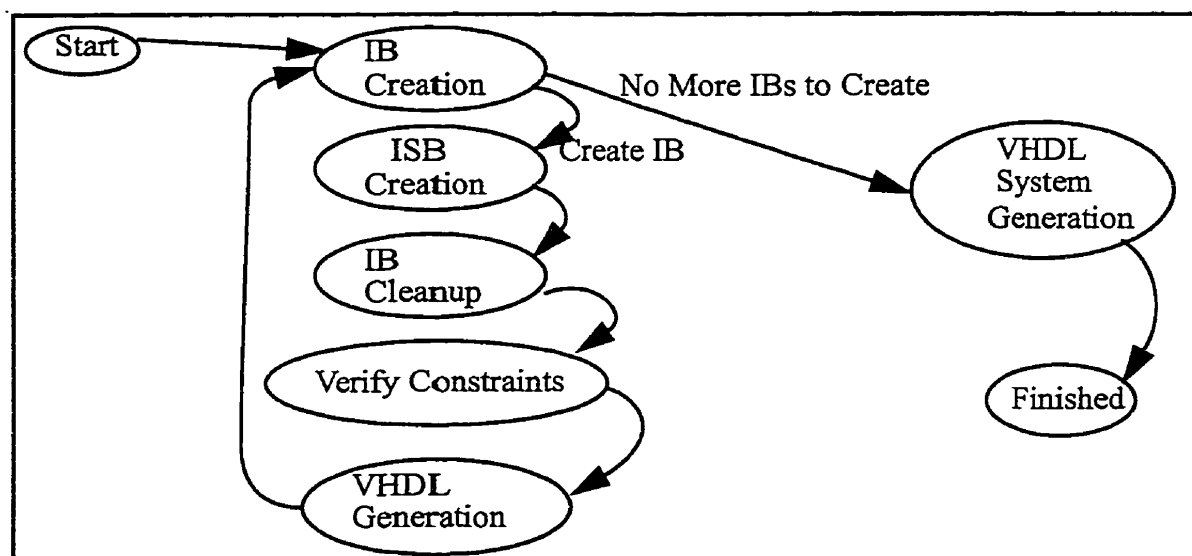 Start
IB
Creation
No More IBs to Create
Create IB
ISB
Creation
IB
Cleanup
Verify Constraints
VHDL
Generation
VHDL
System
Generation
Finished